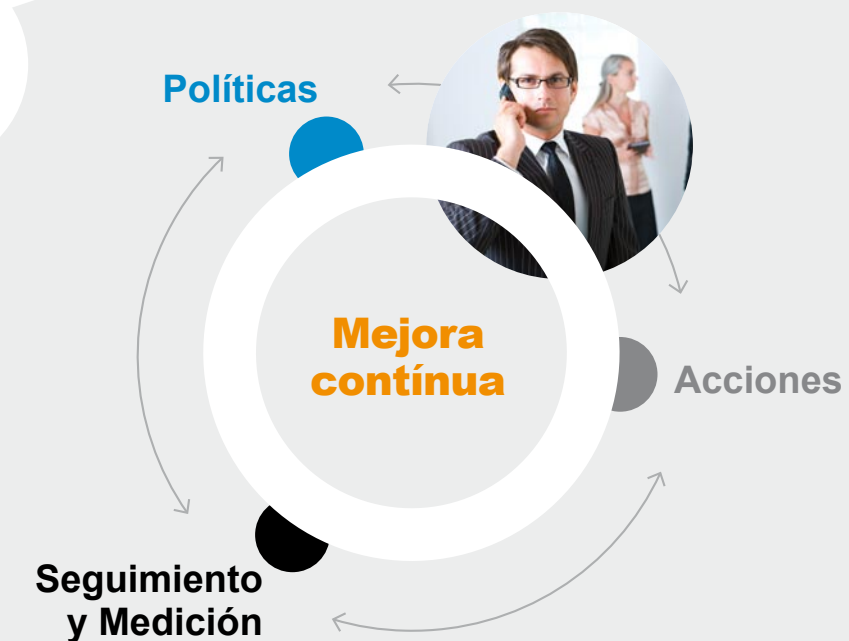 Políticas
Mejora
contínua
Acciones
Seguimiento
y Medición